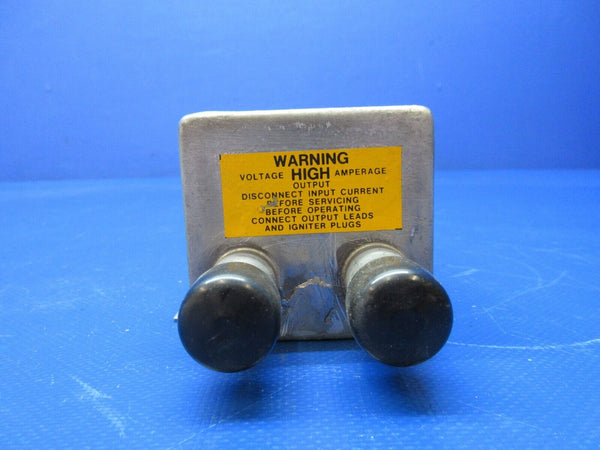 WARNING
VOLTAGE HIGH AMPERAGE
OUTPUT
DISCONNECT INPUT CURRENT
BEFORE SERVICING
BEFORE OPERATING
CONNECT OUTPUT LEADS
AND IGNITER PLUGS